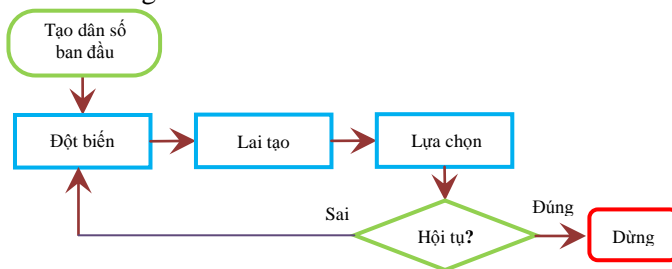 Tạo dân số
ban đầu
Đột biến
Lai tạo
Lựa chọn
Sai
Đúng
Hội tụ?
Dừng